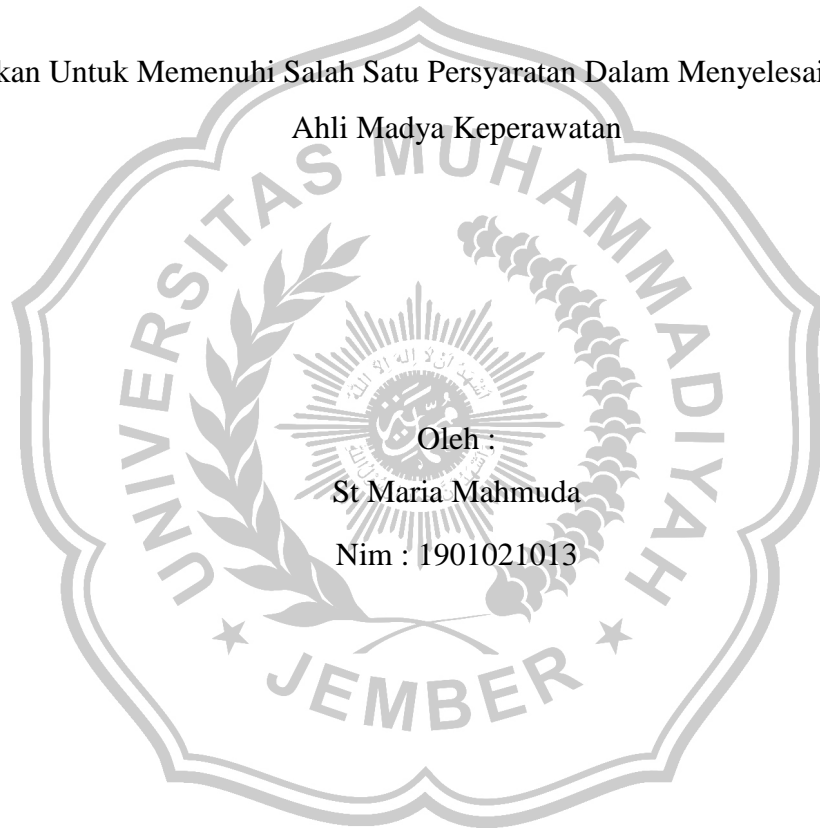 kan Untuk Memenuhi Salah Satu Persyaratan Dalam Menyelesai
Ahli Madya Keperawatan
UNIVERSITAS MUHAMMADIYAH
Oleh :
St Maria Mahmuda
Nim : 1901021013
JEMBER